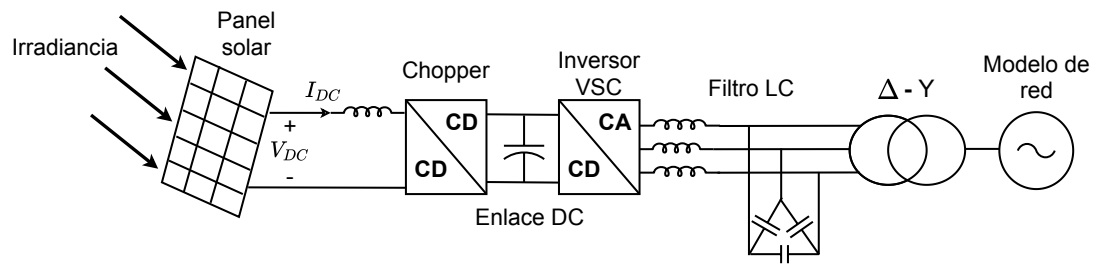 Panel
solar
Irradiancia
I_DC
+
V_DC
-
Chopper
CD
CD
Enlace DC
Inversor
VSC
CA
CD
Filtro LC
Δ - Y
Modelo de
red